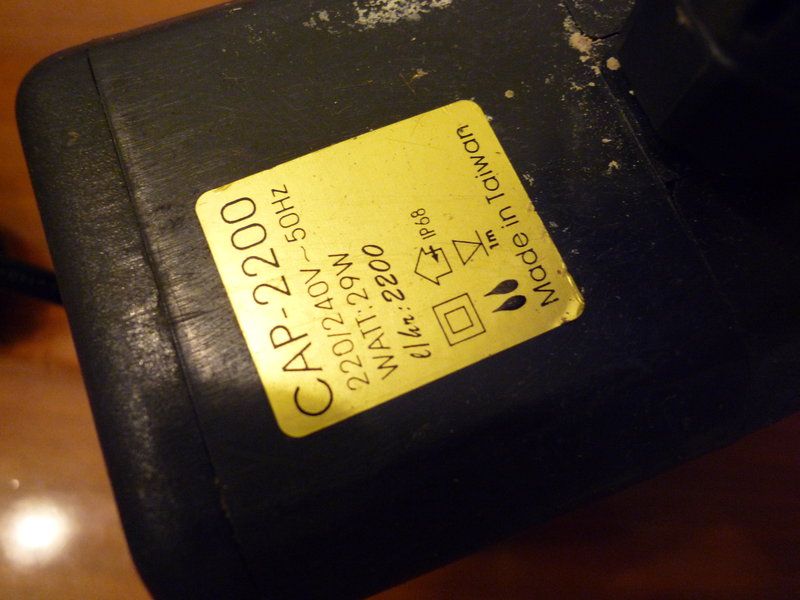 CAP-2200
220/240V~50Hz
WATT:29W
l/hr:2200
IP68
1m
Made in Taiwan